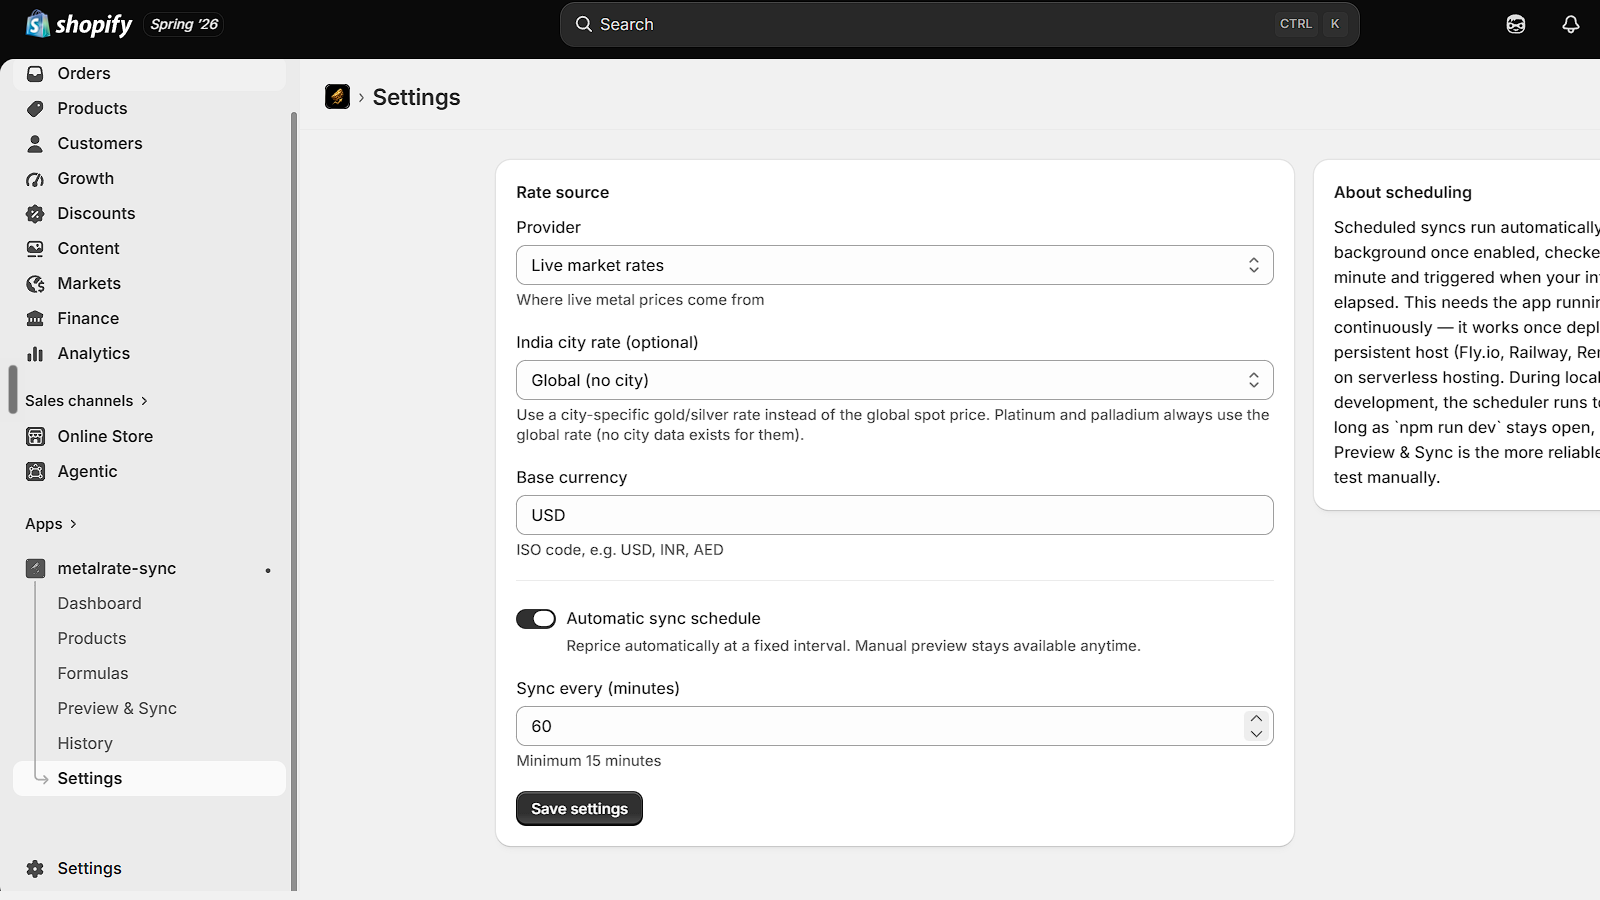 shopify Spring '26
Search CTRL K
Orders
Products
Customers
Growth
Discounts
Content
Markets
Finance
Analytics
Sales channels
Online Store
Agentic
Apps
metalrate-sync
Dashboard
Products
Formulas
Preview & Sync
History
Settings
Settings
Settings
Rate source
Provider
Live market rates
Where live metal prices come from
India city rate (optional)
Global (no city)
Use a city-specific gold/silver rate instead of the global spot price. Platinum and palladium always use the
global rate (no city data exists for them).
Base currency
USD
ISO code, e.g. USD, INR, AED
Automatic sync schedule
Reprice automatically at a fixed interval. Manual preview stays available anytime.
Sync every (minutes)
60
Minimum 15 minutes
Save settings
About scheduling
Scheduled syncs run automatically
background once enabled, checke
minute and triggered when your in
elapsed. This needs the app runni
continuously — it works once depl
persistent host (Fly.io, Railway, Re
on serverless hosting. During local
development, the scheduler runs
long as `npm run dev` stays open,
Preview & Sync is the more reliable
test manually.